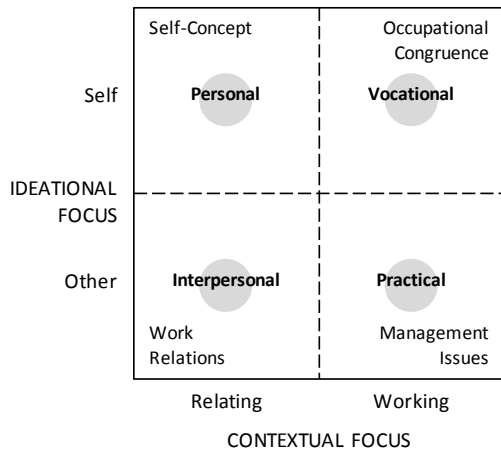 Self-Concept
Occupational
Congruence
Self
Personal
Vocational
IDEATIONAL
FOCUS
Other
Interpersonal
Practical
Work
Relations
Management
Issues
Relating
Working
CONTEXTUAL FOCUS